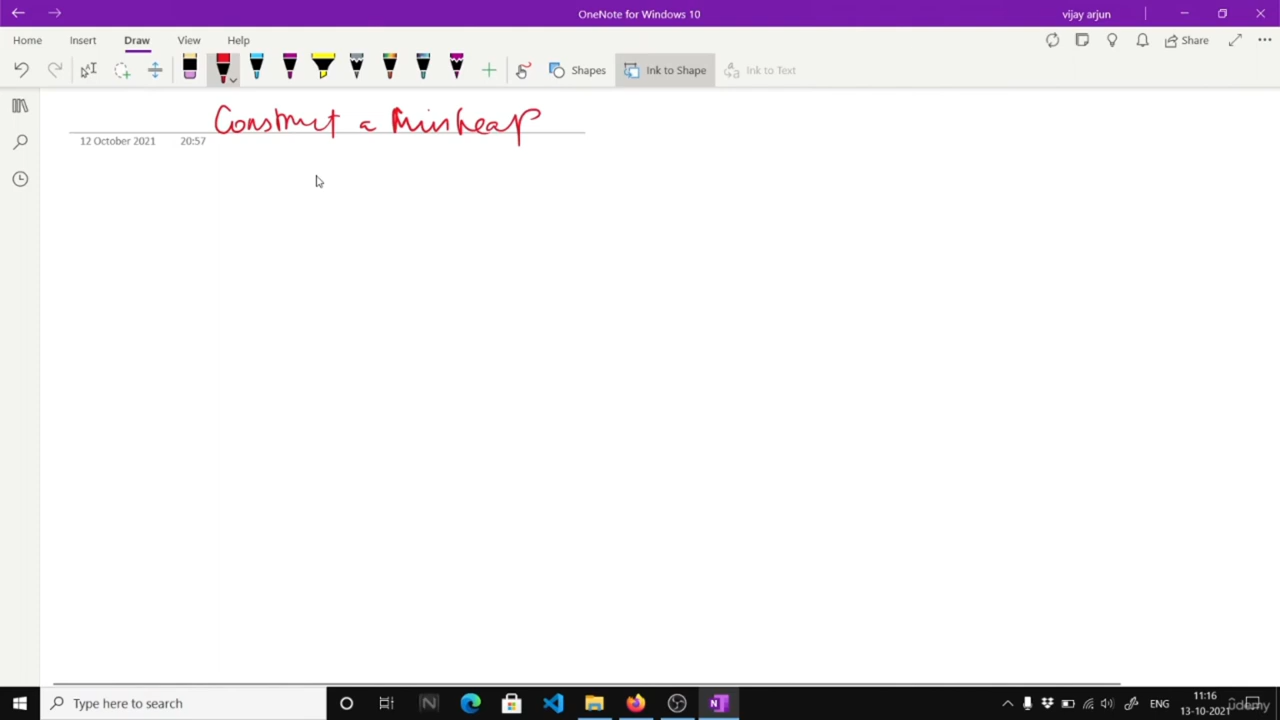 OneNote for Windows 10
vijay arjun
Home Insert Draw View Help
Share
Shapes
Ink to Shape
Ink to Text
Construct a Minheap
12 October 2021 20:57
Type here to search
ENG
11:16
13-10-2021
ûdemy